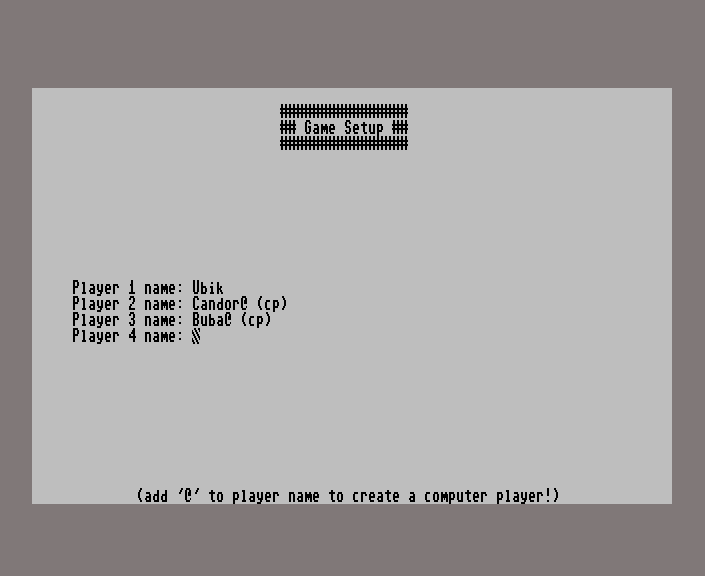 Game Setup
Player 1 name: Ubik
Player 2 name: Candor@ (cp)
Player 3 name: Buba@ (cp)
Player 4 name:
(add '@' to player name to create a computer player!)